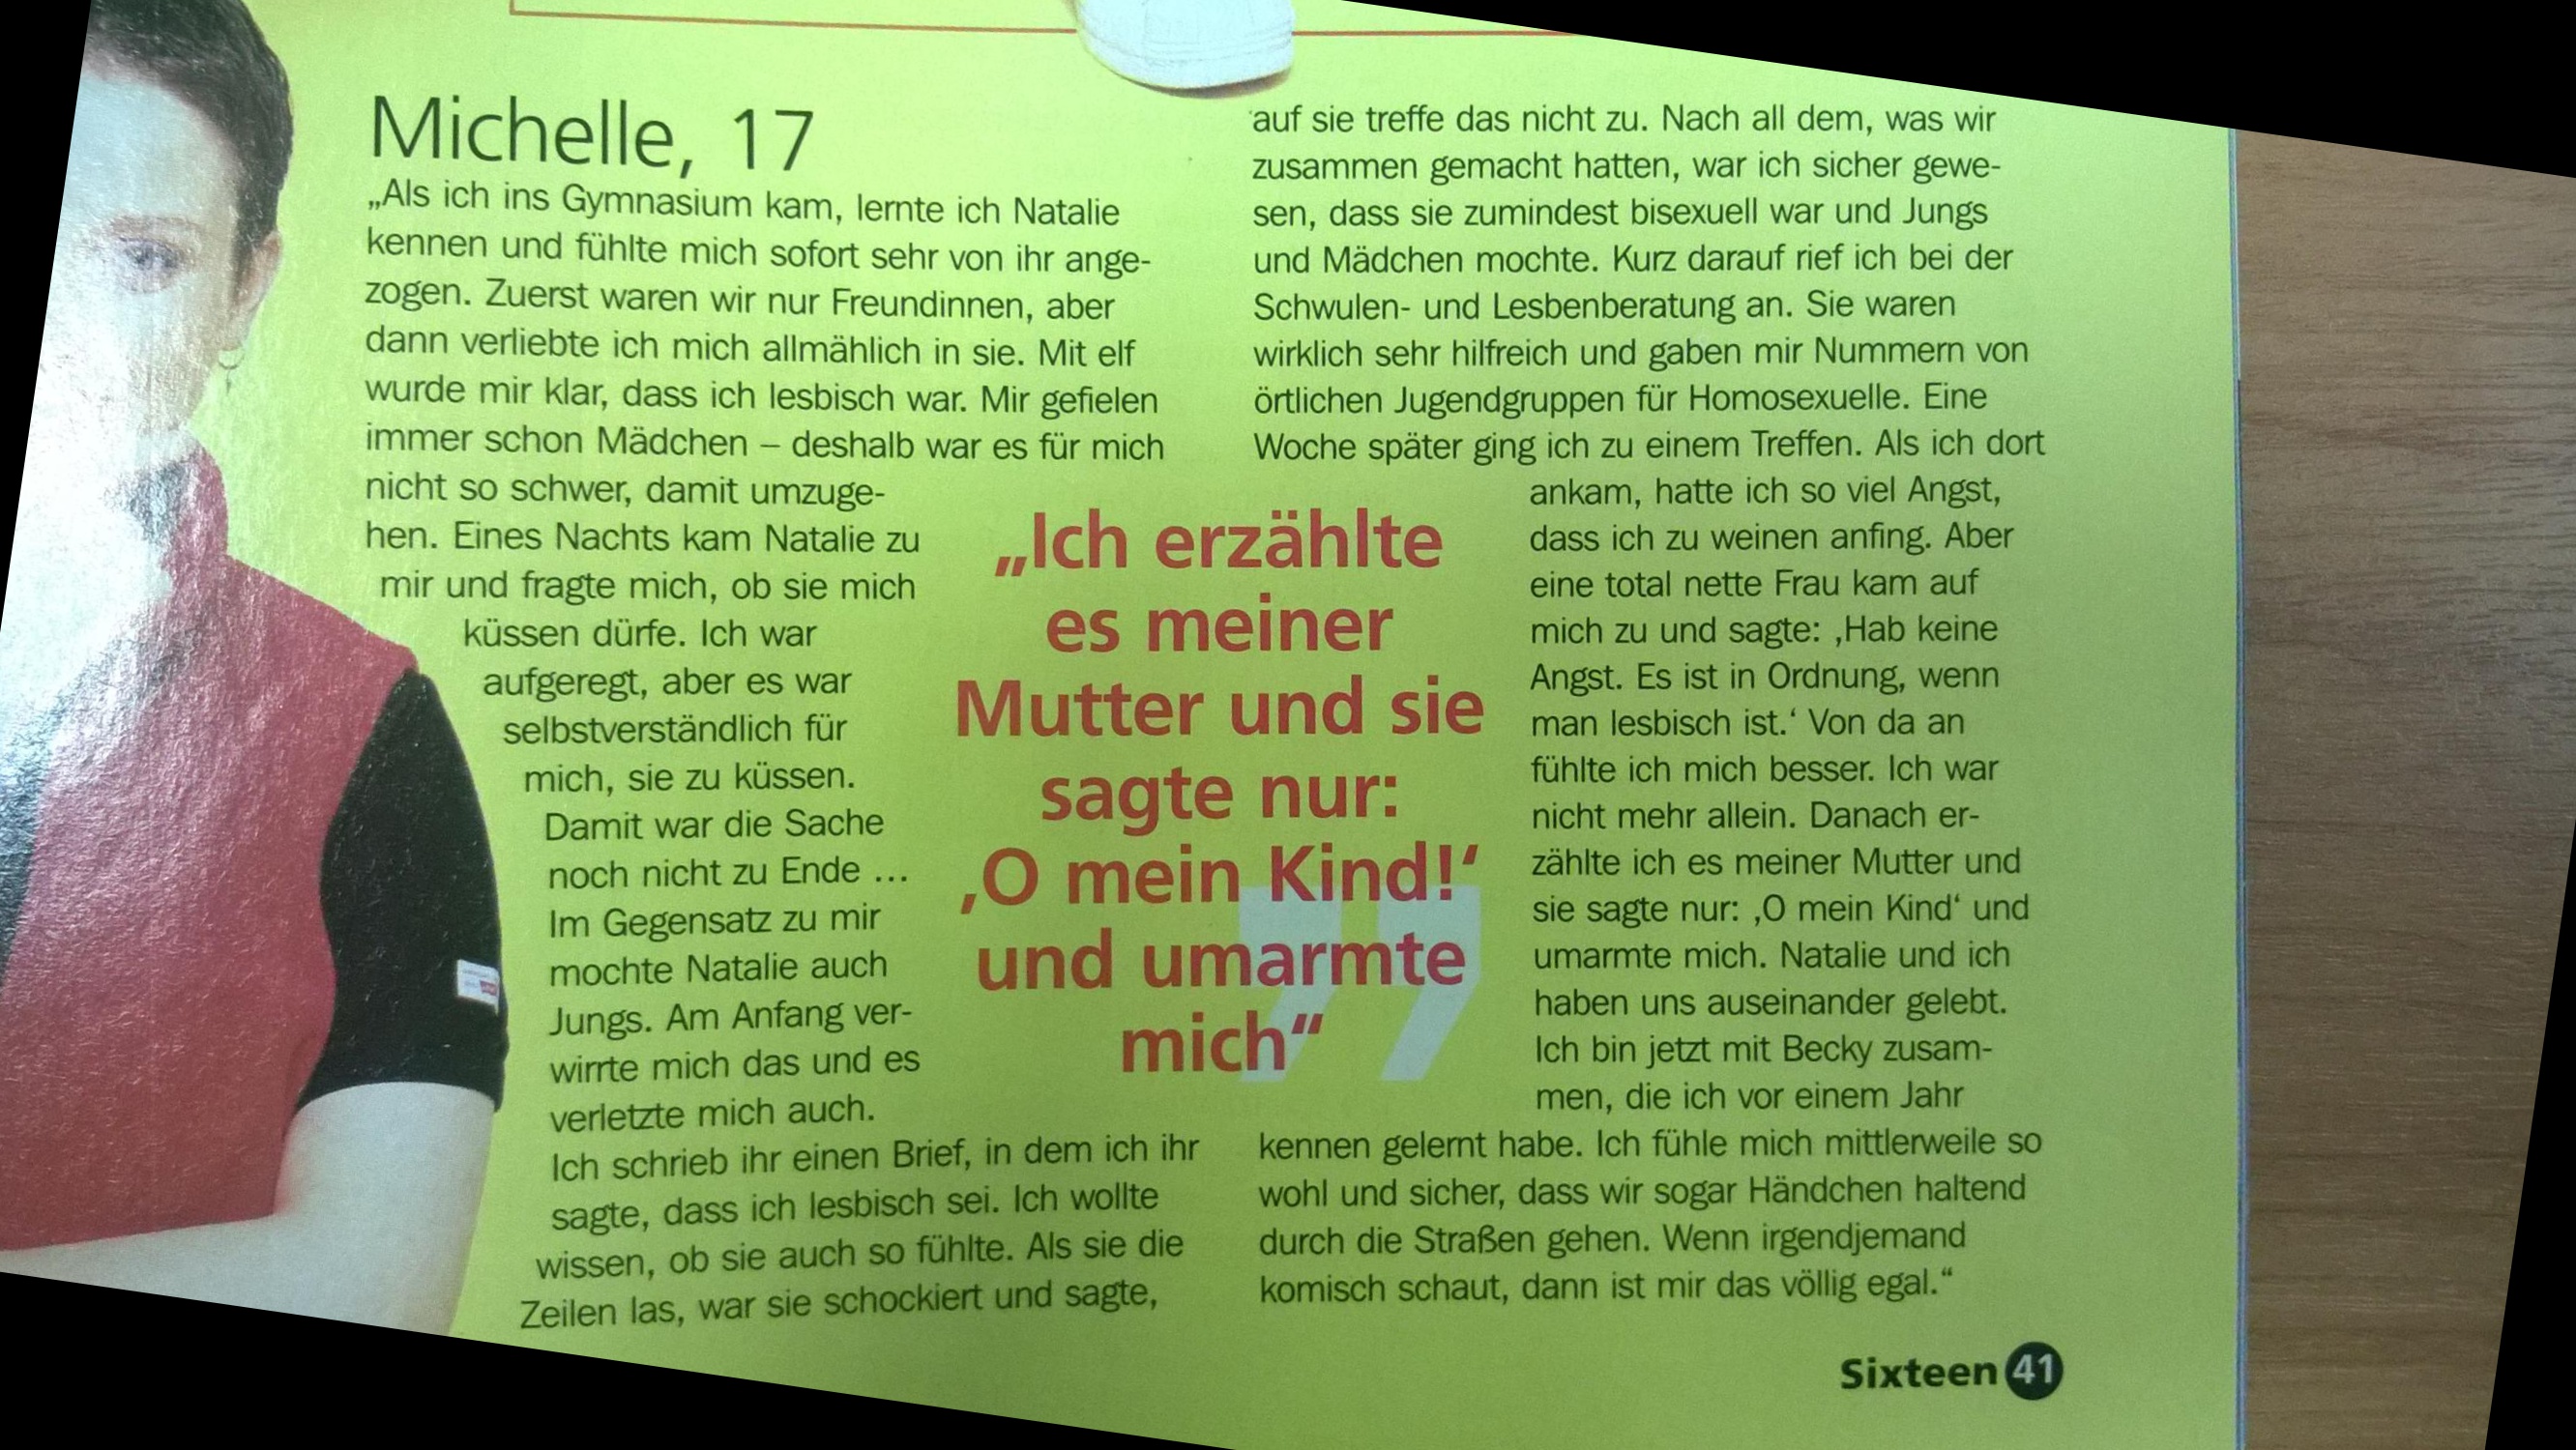 Michelle, 17
„Als ich ins Gymnasium kam, lernte ich Natalie
kennen und fühlte mich sofort sehr von ihr ange-
zogen. Zuerst waren wir nur Freundinnen, aber
dann verliebte ich mich allmählich in sie. Mit elf
wurde mir klar, dass ich lesbisch war. Mir gefielen
immer schon Mädchen – deshalb war es für mich
nicht so schwer, damit umzuge-
hen. Eines Nachts kam Natalie zu
mir und fragte mich, ob sie mich
küssen dürfe. Ich war
aufgeregt, aber es war
selbstverständlich für
mich, sie zu küssen.
Damit war die Sache
noch nicht zu Ende …
Im Gegensatz zu mir
mochte Natalie auch
Jungs. Am Anfang ver-
wirrte mich das und es
verletzte mich auch.
Ich schrieb ihr einen Brief, in dem ich ihr
sagte, dass ich lesbisch sei. Ich wollte
wissen, ob sie auch so fühlte. Als sie die
Zeilen las, war sie schockiert und sagte,
„Ich erzählte
es meiner
Mutter und sie
sagte nur:
‚O mein Kind!‘
und umarmte
mich“
auf sie treffe das nicht zu. Nach all dem, was wir
zusammen gemacht hatten, war ich sicher gewe-
sen, dass sie zumindest bisexuell war und Jungs
und Mädchen mochte. Kurz darauf rief ich bei der
Schwulen- und Lesbenberatung an. Sie waren
wirklich sehr hilfreich und gaben mir Nummern von
örtlichen Jugendgruppen für Homosexuelle. Eine
Woche später ging ich zu einem Treffen. Als ich dort
ankam, hatte ich so viel Angst,
dass ich zu weinen anfing. Aber
eine total nette Frau kam auf
mich zu und sagte: ‚Hab keine
Angst. Es ist in Ordnung, wenn
man lesbisch ist.‘ Von da an
fühlte ich mich besser. Ich war
nicht mehr allein. Danach er-
zählte ich es meiner Mutter und
sie sagte nur: ‚O mein Kind‘ und
umarmte mich. Natalie und ich
haben uns auseinander gelebt.
Ich bin jetzt mit Becky zusam-
men, die ich vor einem Jahr
kennen gelernt habe. Ich fühle mich mittlerweile so
wohl und sicher, dass wir sogar Händchen haltend
durch die Straßen gehen. Wenn irgendjemand
komisch schaut, dann ist mir das völlig egal.“
Sixteen 41